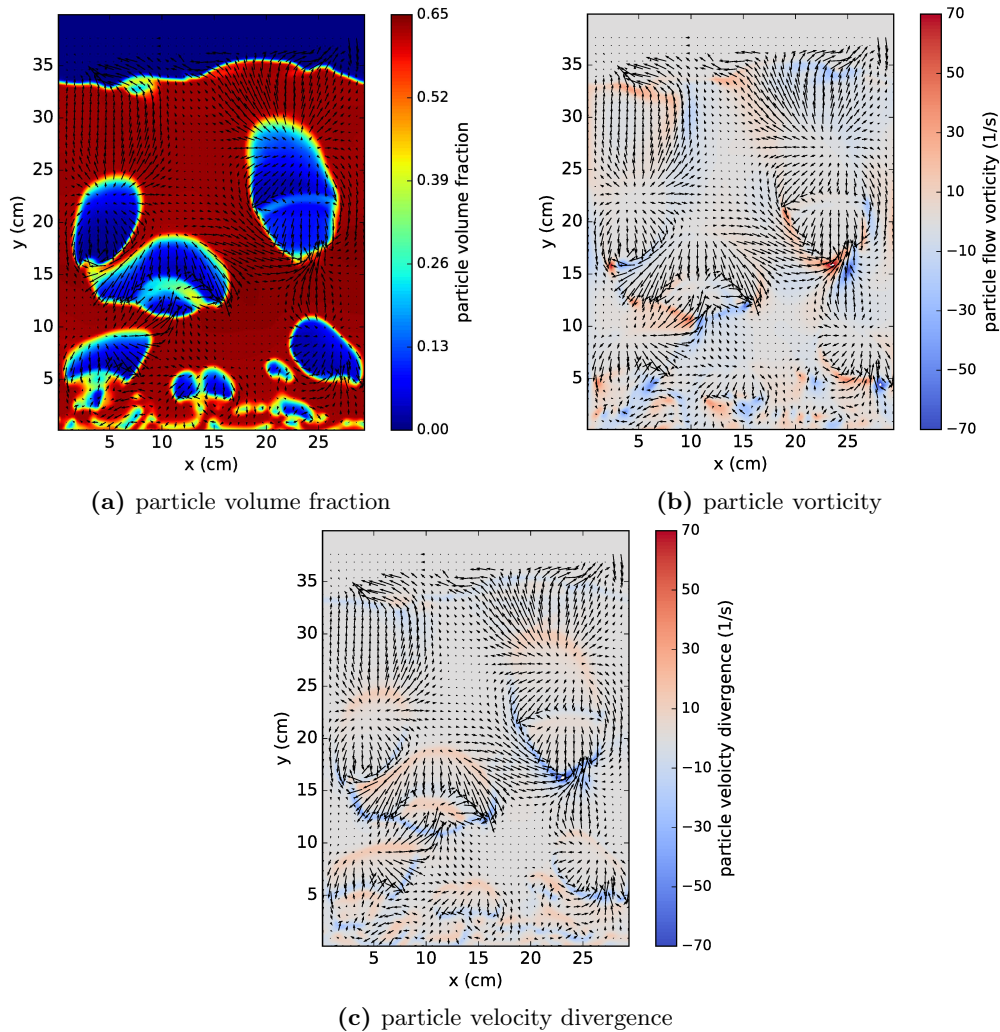 0.65
0.52
0.39
0.26
0.13
0.00
particle volume fraction
35
30
25
20
15
10
5
y (cm)
5 10 15 20 25
x (cm)
(a) particle volume fraction
70
50
30
10
−10
−30
−50
−70
particle flow vorticity (1/s)
35
30
25
20
15
10
5
y (cm)
5 10 15 20 25
x (cm)
(b) particle vorticity
70
50
30
10
−10
−30
−50
−70
particle veloicty divergence (1/s)
35
30
25
20
15
10
5
y (cm)
5 10 15 20 25
x (cm)
(c) particle velocity divergence